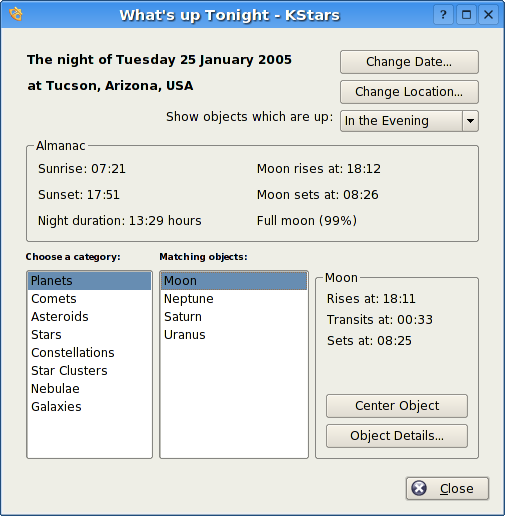 What's up Tonight - KStars
The night of Tuesday 25 January 2005
at Tucson, Arizona, USA
Change Date...
Change Location...
Show objects which are up:
In the Evening
Almanac
Sunrise: 07:21
Moon rises at: 18:12
Sunset: 17:51
Moon sets at: 08:26
Night duration: 13:29 hours
Full moon (99%)
Choose a category:
Planets
Comets
Asteroids
Stars
Constellations
Star Clusters
Nebulae
Galaxies
Matching objects:
Moon
Neptune
Saturn
Uranus
Moon
Rises at: 18:11
Transits at: 00:33
Sets at: 08:25
Center Object
Object Details...
Close